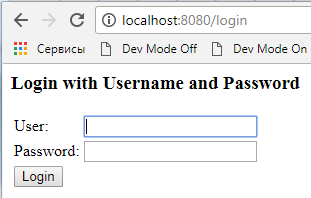 localhost:8080/login
Сервисы Dev Mode Off Dev Mode On
Login with Username and Password
User:
Password:
Login